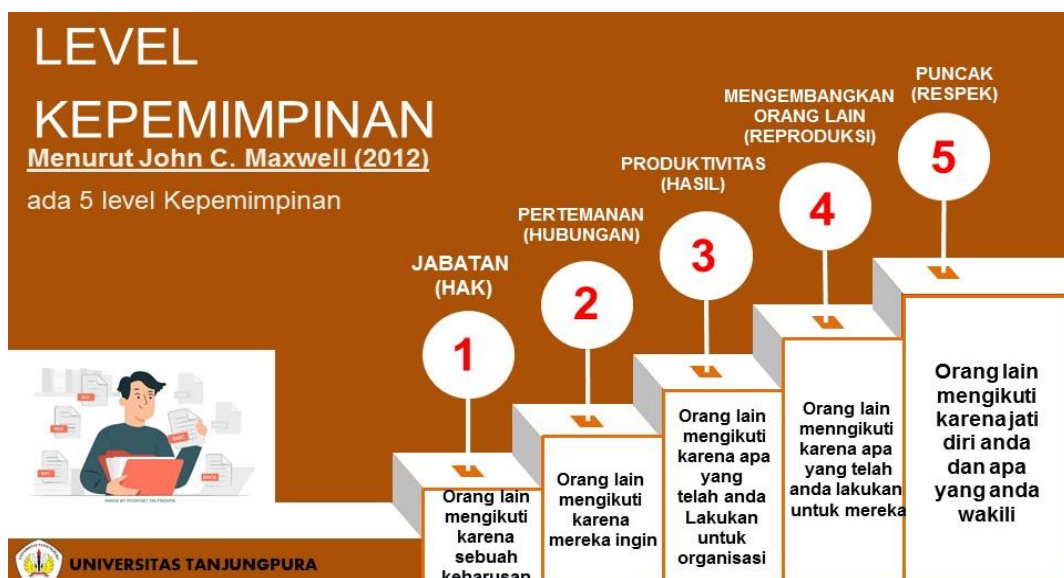 LEVEL
KEPEMIMPINAN
Menurut John C. Maxwell (2012)
ada 5 level Kepemimpinan
JABATAN
(HAK)
1
Orang lain
mengikuti
karena
sebuah
keharusan
PERTEMANAN
(HUBUNGAN)
2
Orang lain
mengikuti
karena
mereka ingin
PRODUKTIVITAS
(HASIL)
3
Orang lain
mengikuti
karena apa
yang
telah anda
Lakukan
untuk
organisasi
MENGEMBANGKAN
ORANG LAIN
(REPRODUKSI)
4
Orang lain
menngikuti
karena apa
yang telah
anda lakukan
untuk mereka
PUNCAK
(RESPEK)
5
Orang lain
mengikuti
karena jati
diri anda
dan apa
yang anda
wakili
UNIVERSITAS TANJUNGPURA